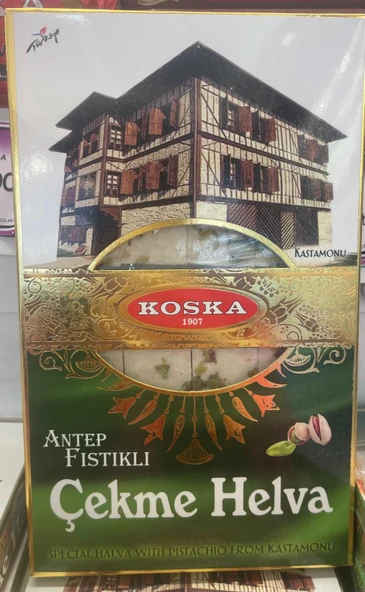 Türkiye
KASTAMONU
KOSKA
1907
ANTEP
FISTIKLI
Çekme Helva
SPECIAL HALVA WITH PISTACHIO FROM KASTAMONU